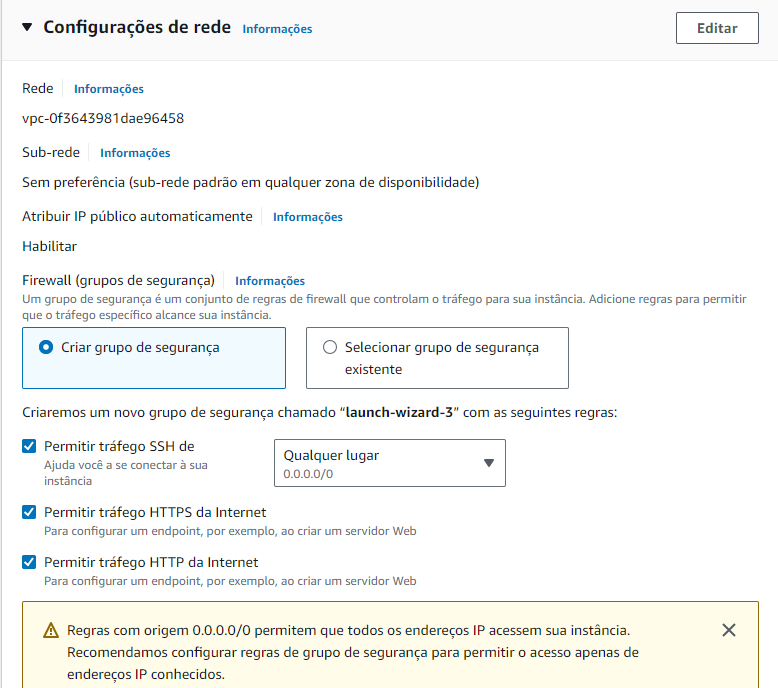 Configurações de rede Informações
Editar
Rede Informações
vpc-0f3643981dae96458
Sub-rede Informações
Sem preferência (sub-rede padrão em qualquer zona de disponibilidade)
Atribuir IP público automaticamente Informações
Habilitar
Firewall (grupos de segurança) Informações
Um grupo de segurança é um conjunto de regras de firewall que controlam o tráfego para sua instância. Adicione regras para permitir
que o tráfego específico alcance sua instância.
Criar grupo de segurança
Selecionar grupo de segurança
existente
Criaremos um novo grupo de segurança chamado “launch-wizard-3” com as seguintes regras:
Permitir tráfego SSH de
Ajuda você a se conectar à sua
instância
Qualquer lugar
0.0.0.0/0
Permitir tráfego HTTPS da Internet
Para configurar um endpoint, por exemplo, ao criar um servidor Web
Permitir tráfego HTTP da Internet
Para configurar um endpoint, por exemplo, ao criar um servidor Web
Regras com origem 0.0.0.0/0 permitem que todos os endereços IP acessem sua instância.
Recomendamos configurar regras de grupo de segurança para permitir o acesso apenas de
endereços IP conhecidos.